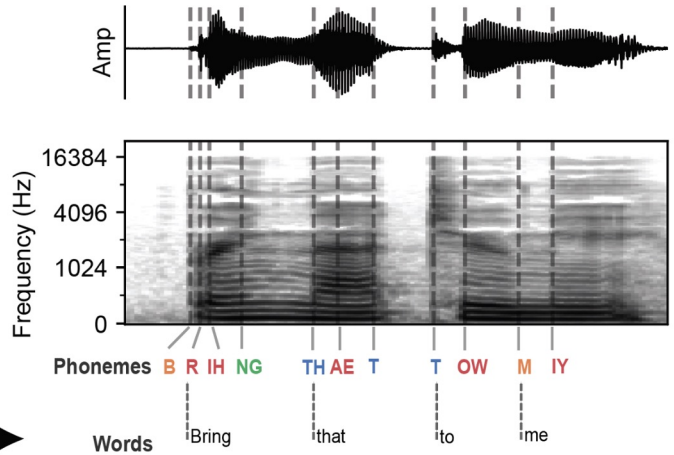 Amp
Frequency (Hz)
16384
4096
1024
0
Phonemes B R IH NG TH AE T T OW M IY
Words Bring that to me